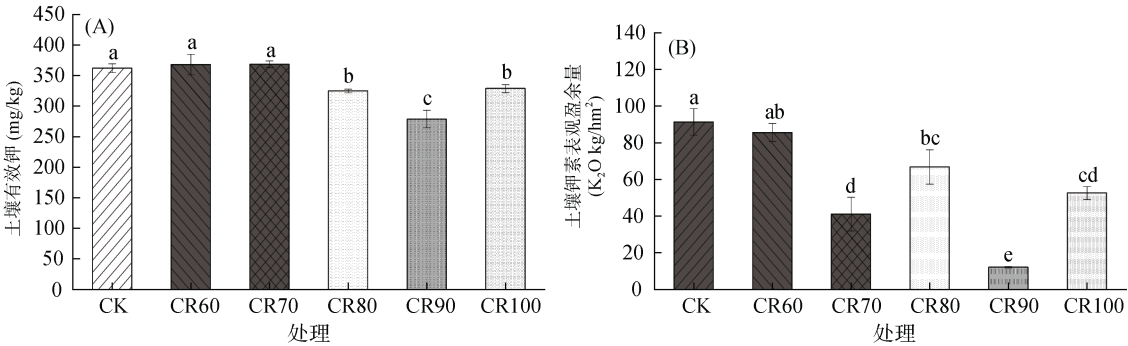 (A)
土壤有效钾 (mg/kg)
450
400
350
300
250
200
150
100
50
0
a
a
a
b
c
b
CK
CR60
CR70
CR80
CR90
CR100
处理
(B)
土壤钾素表观盈余量
(K₂O kg/hm²)
140
120
100
80
60
40
20
0
a
ab
d
bc
e
cd
CK
CR60
CR70
CR80
CR90
CR100
处理